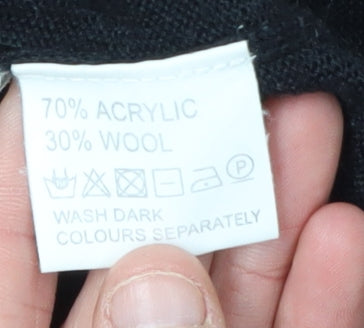 70% ACRYLIC
30% WOOL
P
WASH DARK
COLOURS SEPARATELY